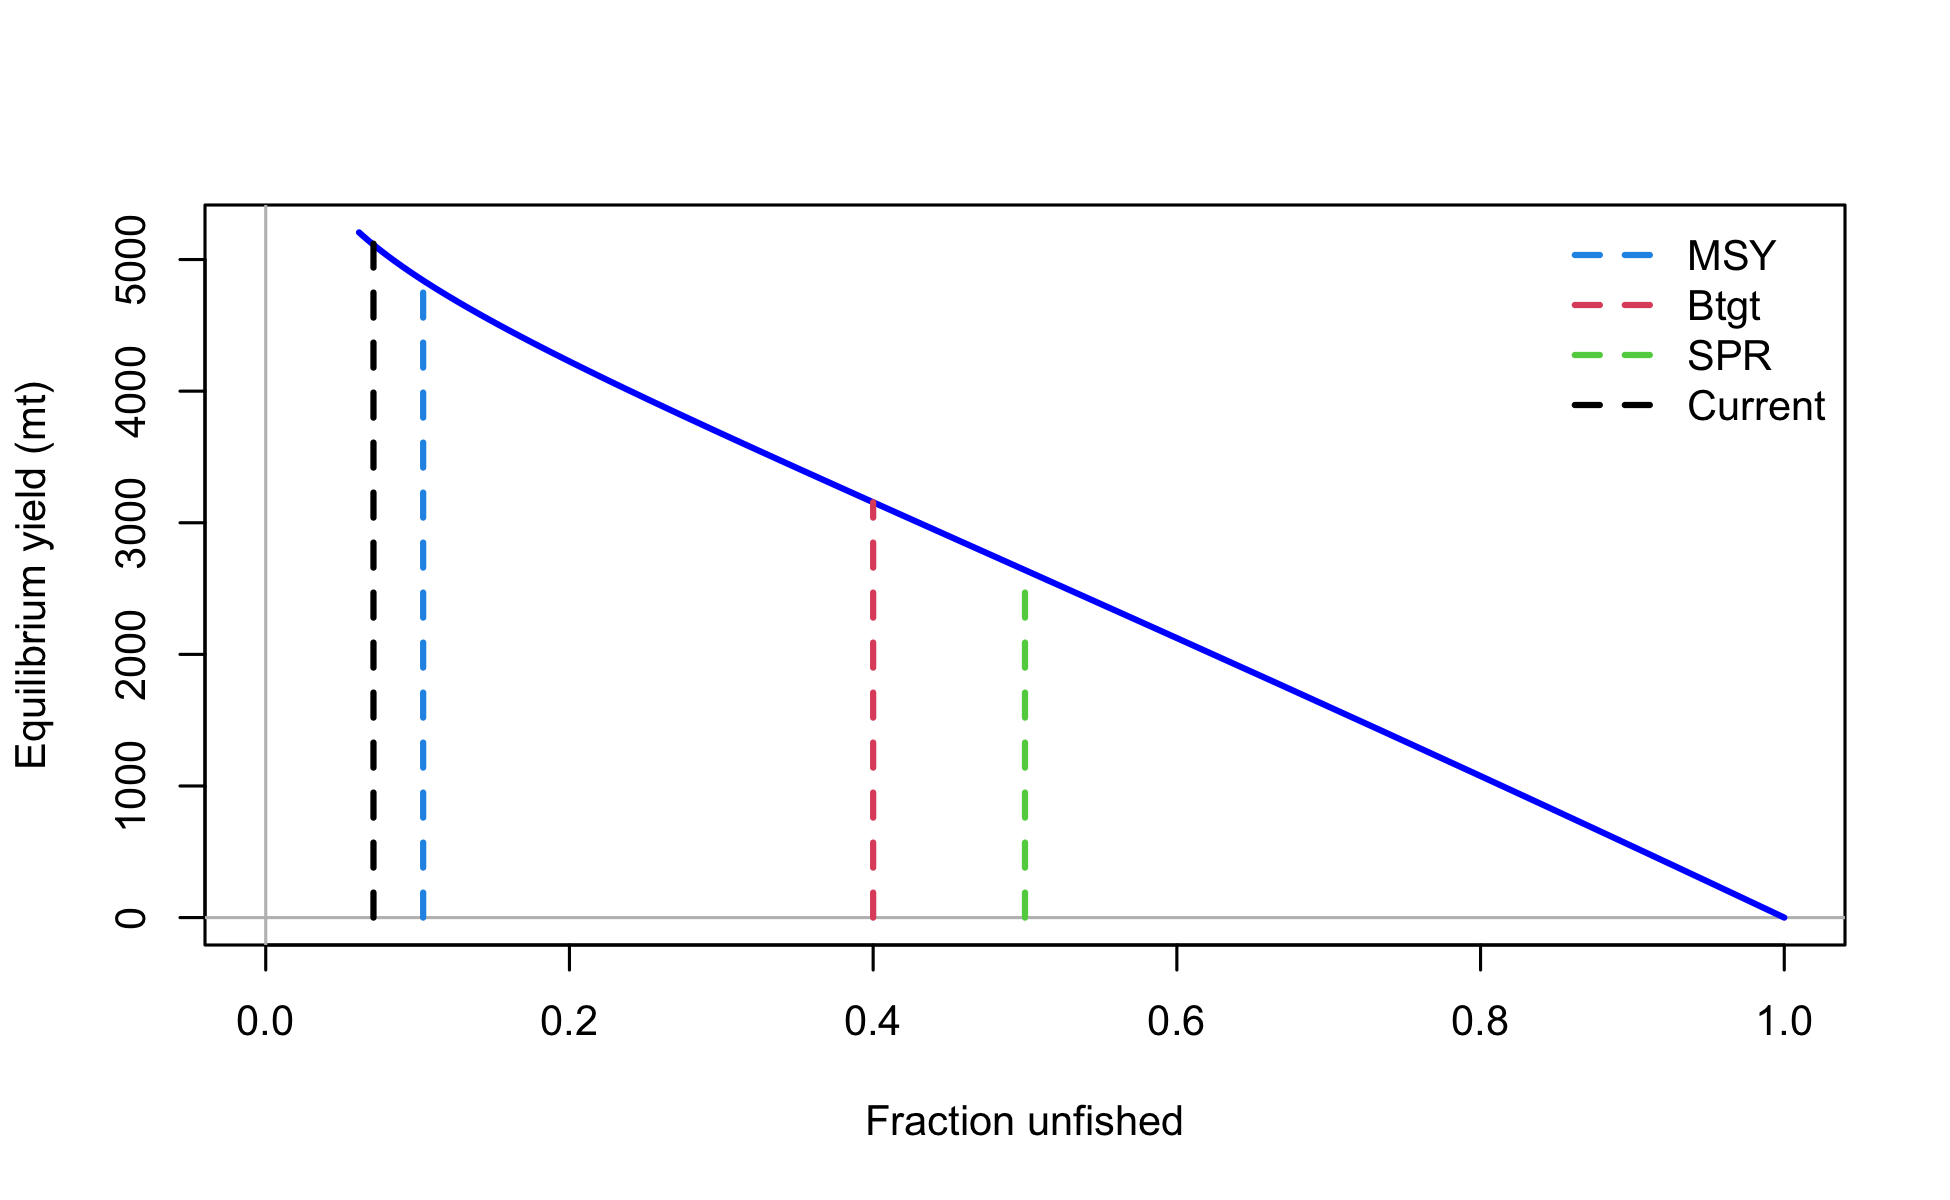 MSY
Btgt
SPR
Current
Equilibrium yield (mt)
5000
4000
3000
2000
1000
0
0.0 0.2 0.4 0.6 0.8 1.0
Fraction unfished